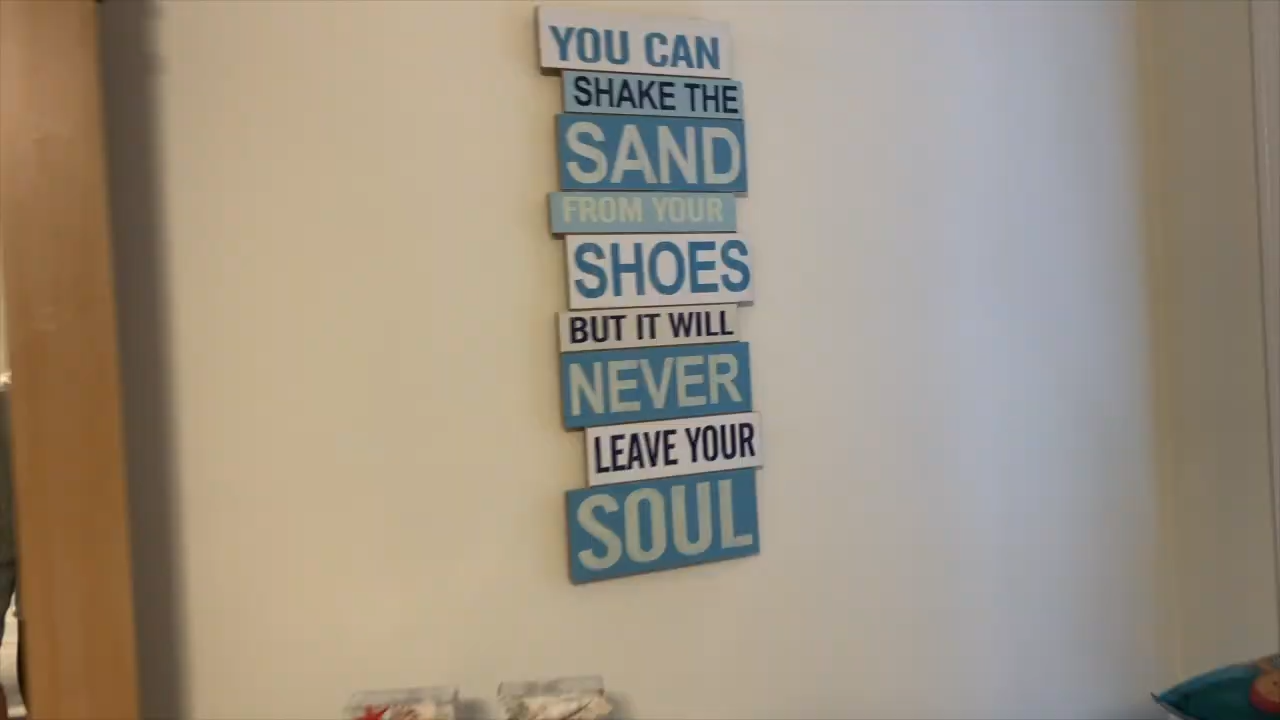 YOU CAN
SHAKE THE
SAND
FROM YOUR
SHOES
BUT IT WILL
NEVER
LEAVE YOUR
SOUL